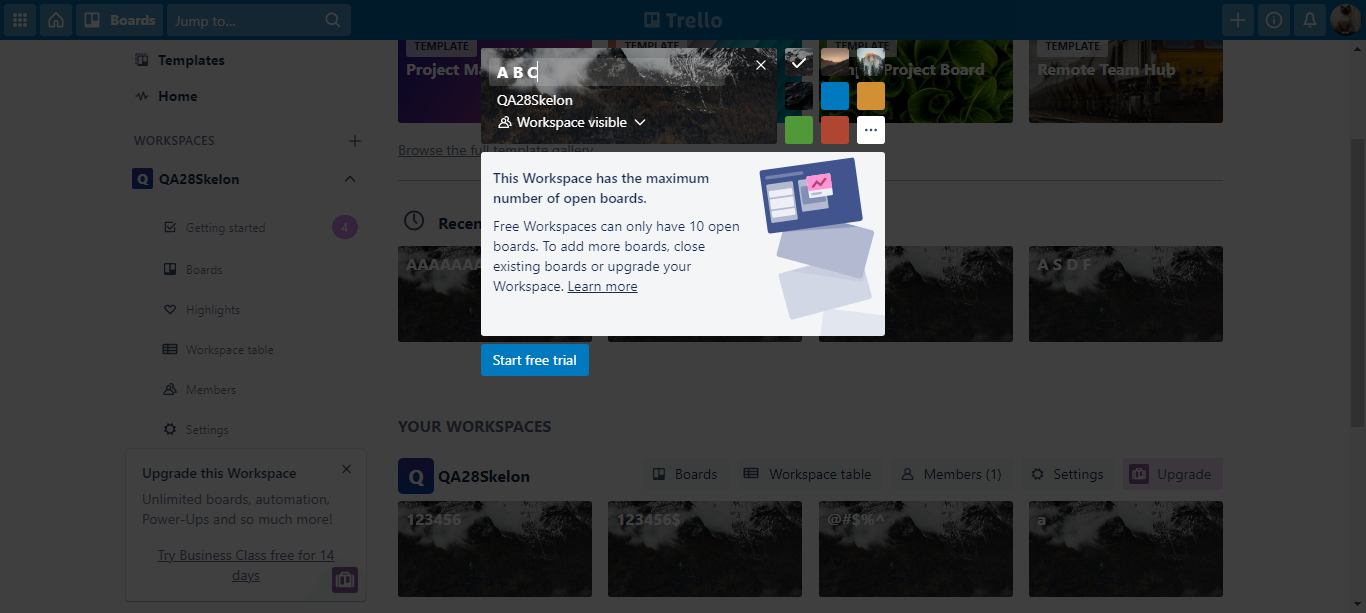 Boards
Jump to...
Trello
Templates
Home
WORKSPACES
Q QA28Skelon
Getting started 4
Boards
Highlights
Workspace table
Members
Settings
Upgrade this Workspace
Unlimited boards, automation,
Power-Ups and so much more!
Try Business Class free for 14
days
TEMPLATE
TEMPLATE
TEMPLATE
TEMPLATE
Project Board
Remote Team Hub
Browse the full template gallery
A B C
QA28Skelon
Workspace visible
This Workspace has the maximum
number of open boards.
Free Workspaces can only have 10 open
boards. To add more boards, close
existing boards or upgrade your
Workspace. Learn more
Start free trial
A S D F
YOUR WORKSPACES
Q QA28Skelon
Boards
Workspace table
Members (1)
Settings
Upgrade
123456
123456$
@#$%^
a